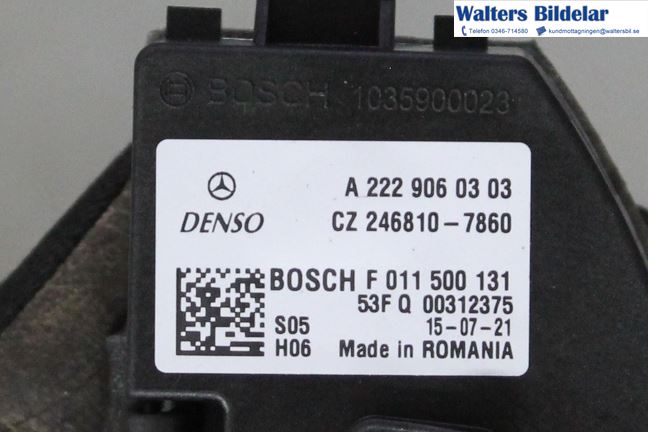 Walters Bildelar
Telefon 0346-714580 kundmottagningen@waltersbil.se
BOSCH 1035900023
A 222 906 03 03
DENSO CZ 246810-7860
BOSCH F 011 500 131
53F Q 00312375
S05 15-07-21
H06 Made in ROMANIA